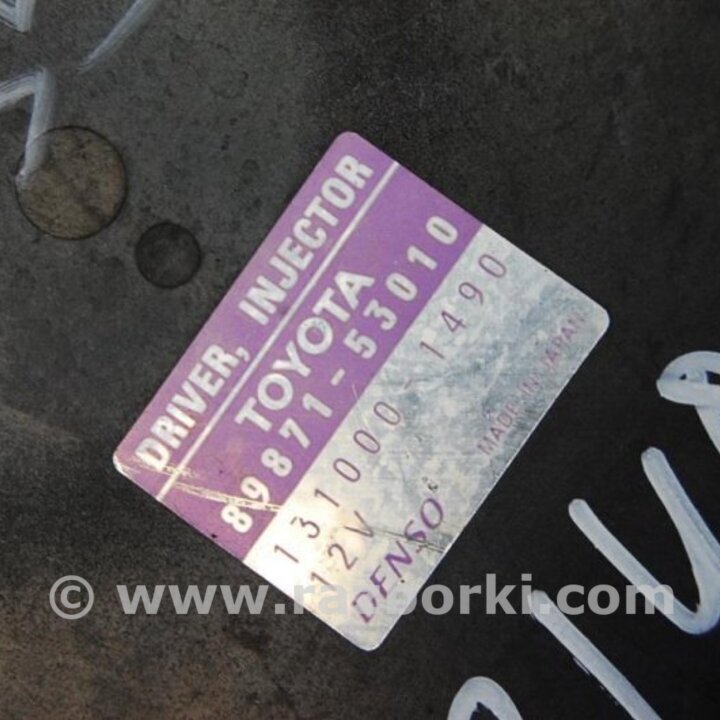 DRIVER, INJECTOR
TOYOTA
89871-53010
131000-1490
12V
DENSO MADE IN JAPAN
© www.razborki.com